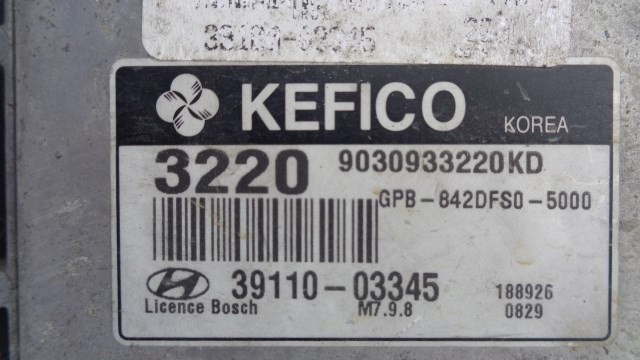 KEFICO KOREA
3220 9030933220KD
GPB-842DFS0-5000
39110-03345 188926
Licence Bosch M7.9.8 0829